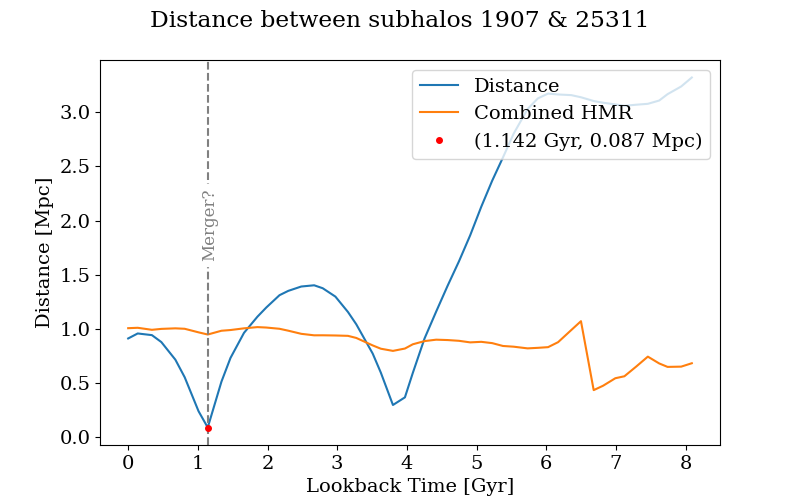 Distance between subhalos 1907 & 25311
Distance
Combined HMR
(1.142 Gyr, 0.087 Mpc)
Merger?
Distance [Mpc]
3.0
2.5
2.0
1.5
1.0
0.5
0.0
0 1 2 3 4 5 6 7 8
Lookback Time [Gyr]